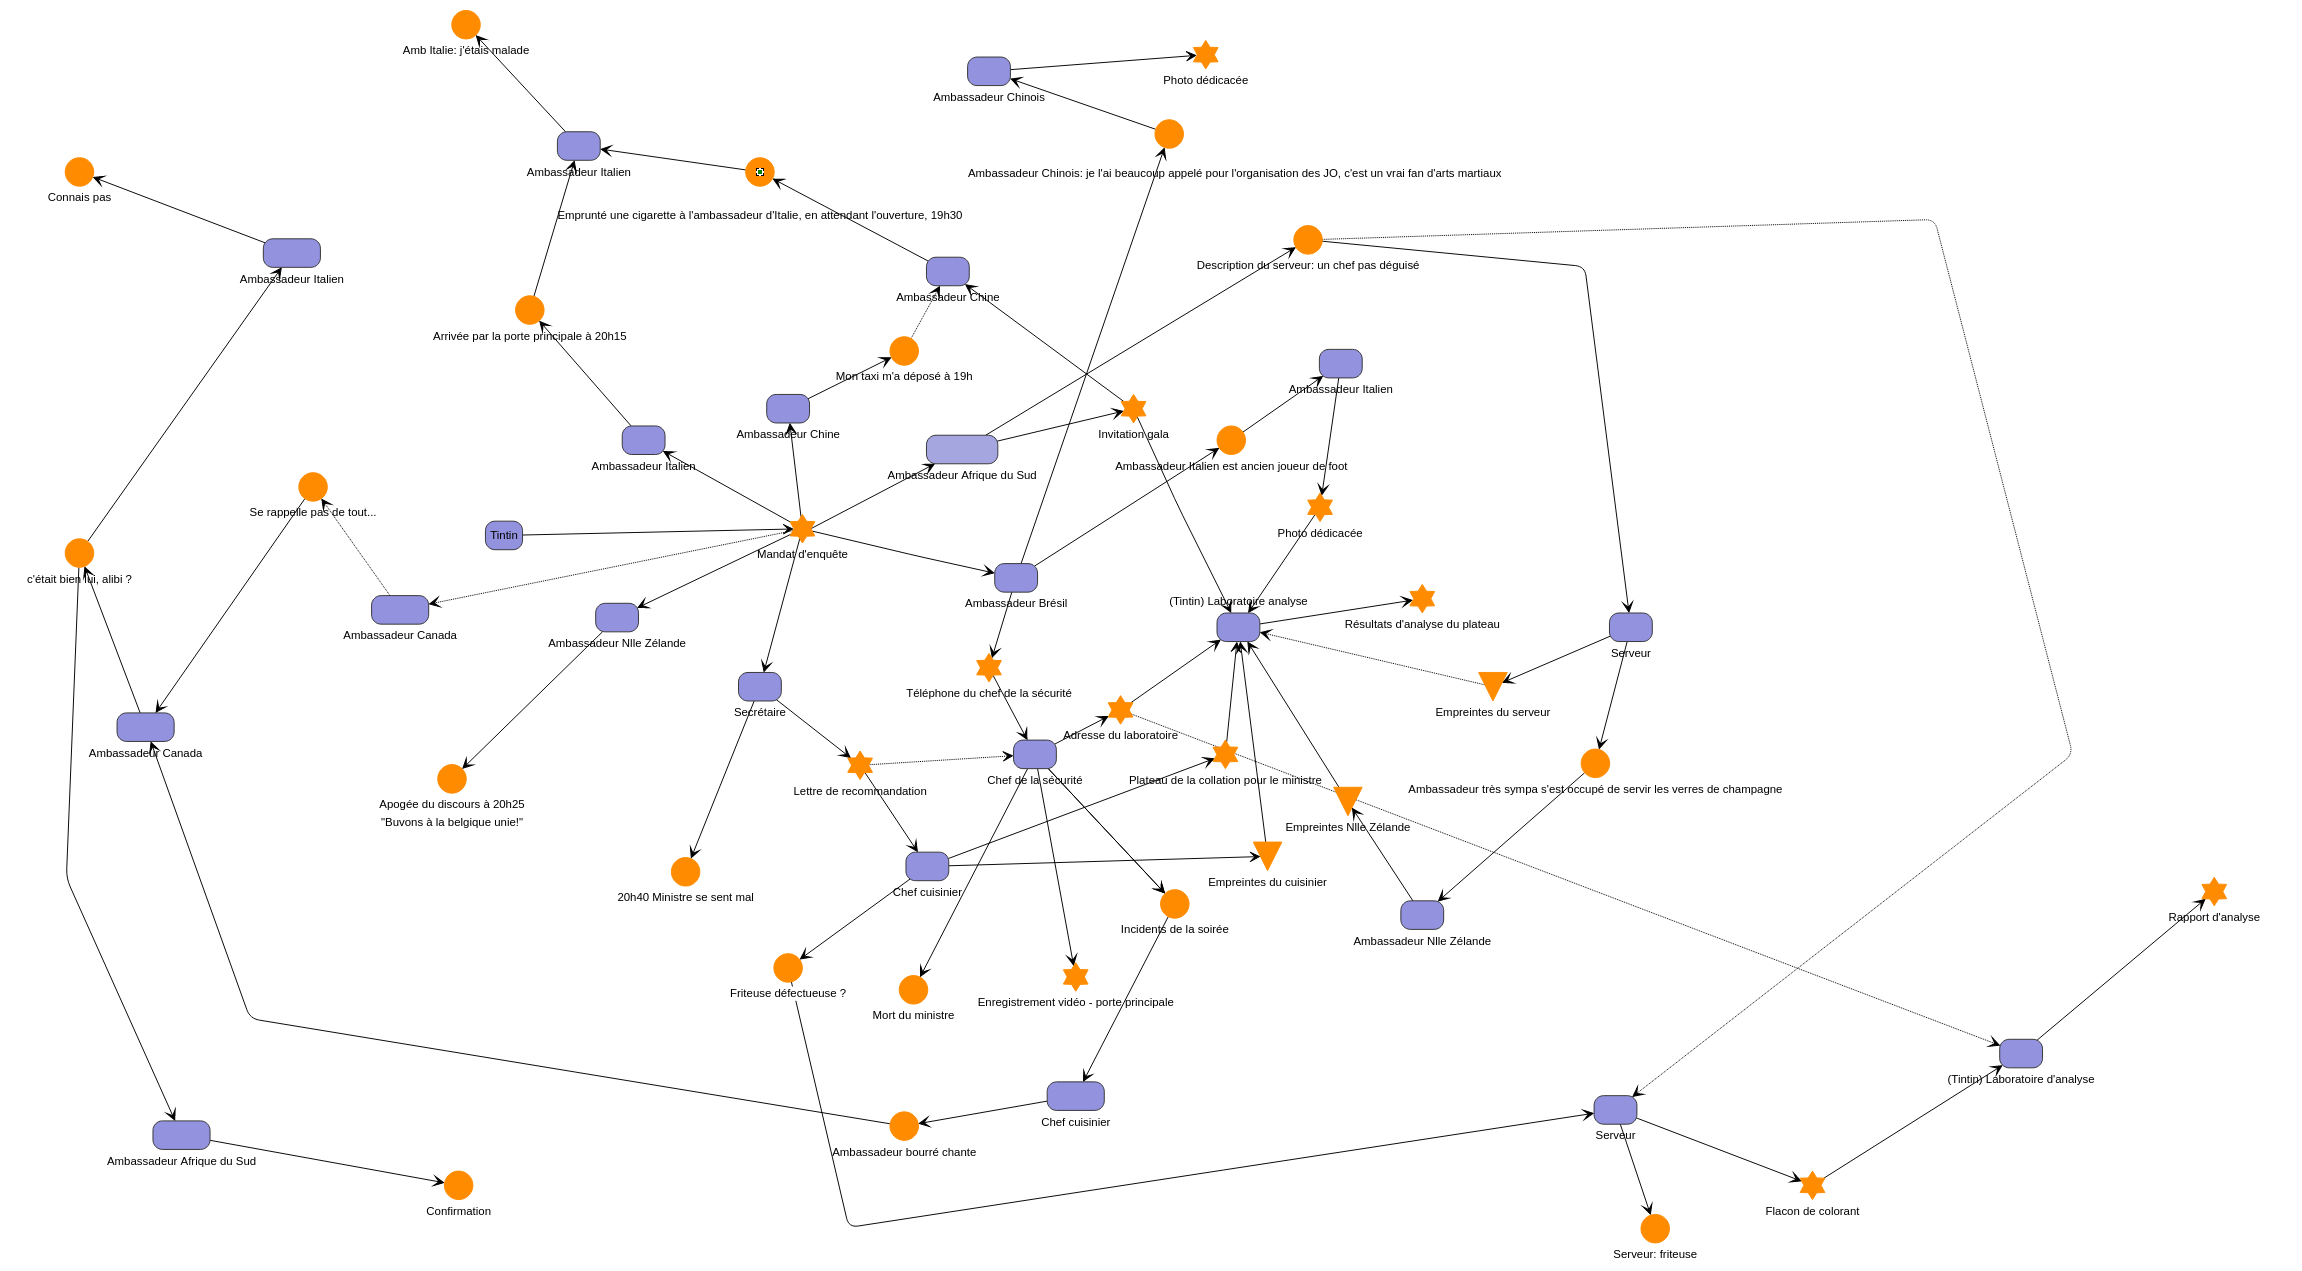 Amb Italie: j'étais malade
Photo dédicacée
Ambassadeur Chinois
Ambassadeur Italien
Ambassadeur Chinois: je l'ai beaucoup appelé pour l'organisation des JO, c'est un vrai fan d'arts martiaux
Connais pas
Emprunté une cigarette à l'ambassadeur d'Italie, en attendant l'ouverture, 19h30
Description du serveur: un chef pas déguisé
Ambassadeur Italien
Ambassadeur Chine
Arrivée par la porte principale à 20h15
Mon taxi m'a déposé à 19h
Ambassadeur Italien
Ambassadeur Chine
Invitation gala
Ambassadeur Italien
Ambassadeur Italien est ancien joueur de foot
Ambassadeur Afrique du Sud
Se rappelle pas de tout...
Tintin
Photo dédicacée
Mandat d'enquête
c'était bien lui, alibi ?
Ambassadeur Brésil
(Tintin) Laboratoire analyse
Résultats d'analyse du plateau
Ambassadeur Canada
Ambassadeur Nlle Zélande
Serveur
Téléphone du chef de la sécurité
Secrétaire
Empreintes du serveur
Adresse du laboratoire
Ambassadeur Canada
Chef de la sécurité
Plateau de la collation pour le ministre
Lettre de recommandation
Ambassadeur très sympa s'est occupé de servir les verres de champagne
Apogée du discours à 20h25
"Buvons à la belgique unie!"
Empreintes Nlle Zélande
Empreintes du cuisinier
Chef cuisinier
20h40 Ministre se sent mal
Rapport d'analyse
Incidents de la soirée
Ambassadeur Nlle Zélande
Friteuse défectueuse ?
Enregistrement vidéo - porte principale
Mort du ministre
(Tintin) Laboratoire d'analyse
Chef cuisinier
Serveur
Ambassadeur bourré chante
Ambassadeur Afrique du Sud
Confirmation
Flacon de colorant
Serveur: friteuse